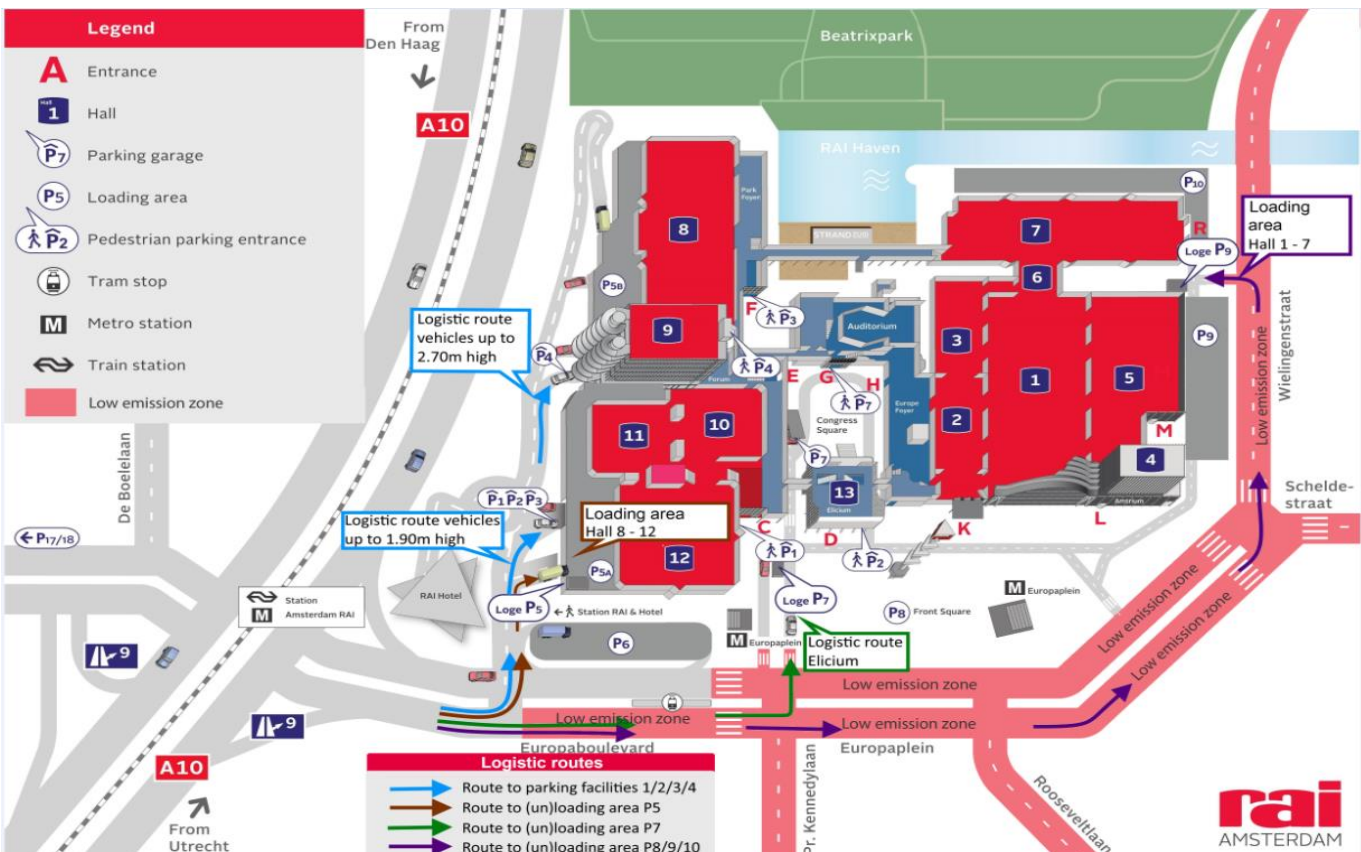 Legend
A Entrance
Hall 1 Hall
P7 Parking garage
P5 Loading area
P2 Pedestrian parking entrance
Tram stop
M Metro station
Train station
Low emission zone
From
Den Haag
A10
Beatrixpark
RAI Haven
Park
Foyer
STRAND
8
7
6
P10
R
Loge P9
Loading
area
Hall 1 - 7
P5B
F
P3
9
P4
P4
Forum
Logistic route
vehicles up to
2.70m high
Auditorium
E
G
H
P7
Congress
Square
Europe
Foyer
3
1
5
2
P9
M
4
Low emission zone
Wielingenstraat
De Boelelaan
11
10
P7
13
Elicium
K
L
Schelde-
straat
P1 P2 P3
Logistic route vehicles
up to 1.90m high
Loading area
Hall 8 - 12
C
D
P1
P2
12
P5A
← P17/18
RAI Hotel
Station
M Amsterdam RAI
Loge P5
Station RAI & Hotel
Loge P7
P8 Front Square
M Europaplein
M Europaplein
P6
Logistic route
Elicium
9
9
Low emission zone
Low emission zone
Low emission zone
Low emission zone
Low emission zone
Europaboulevard
Europaplein
A10
From
Utrecht
Pr. Kennedylaan
Rooseveltlaan
Logistic routes
Route to parking facilities 1/2/3/4
Route to (un)loading area P5
Route to (un)loading area P7
Route to (un)loading area P8/9/10
rai
AMSTERDAM